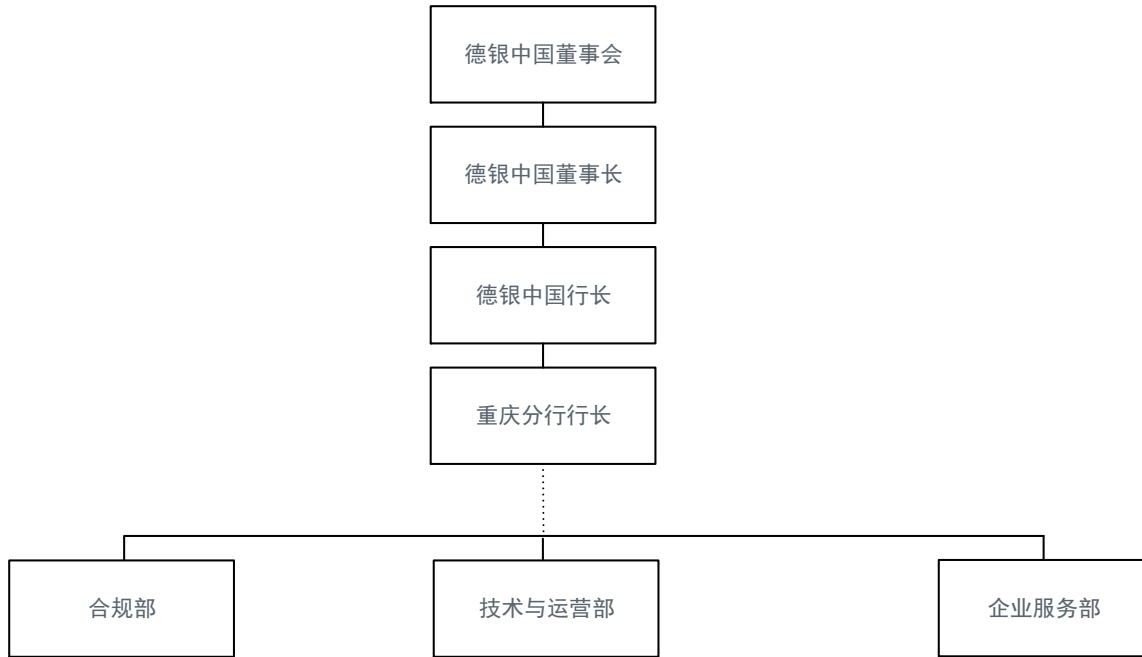 德银中国董事会
德银中国董事长
德银中国行长
重庆分行行长
合规部
技术与运营部
企业服务部